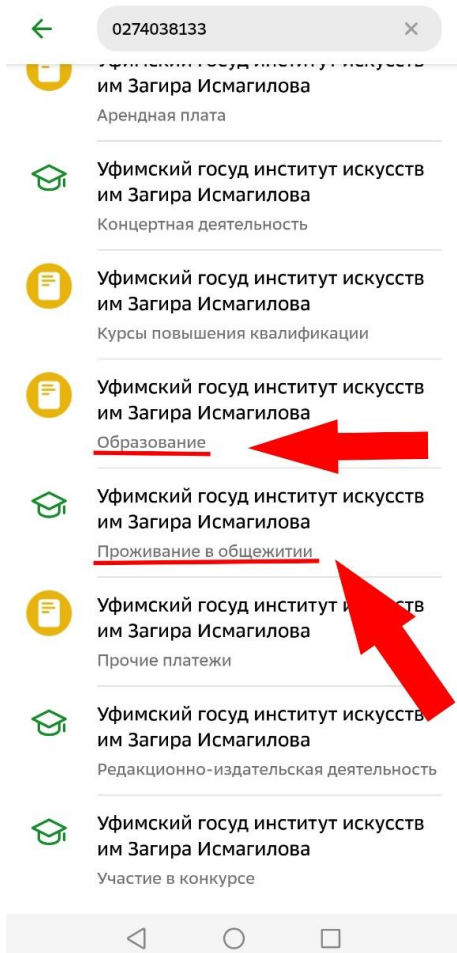 0274038133
Уфимский госуд институт искусств
им Загира Исмагилова
Арендная плата
Уфимский госуд институт искусств
им Загира Исмагилова
Концертная деятельность
Уфимский госуд институт искусств
им Загира Исмагилова
Курсы повышения квалификации
Уфимский госуд институт искусств
им Загира Исмагилова
Образование
Уфимский госуд институт искусств
им Загира Исмагилова
Проживание в общежитии
Уфимский госуд институт
им Загира Исмагилова
Прочие платежи
Уфимский госуд институт искусств
им Загира Исмагилова
Редакционно-издательская деятельность
Уфимский госуд институт искусств
им Загира Исмагилова
Участие в конкурсе